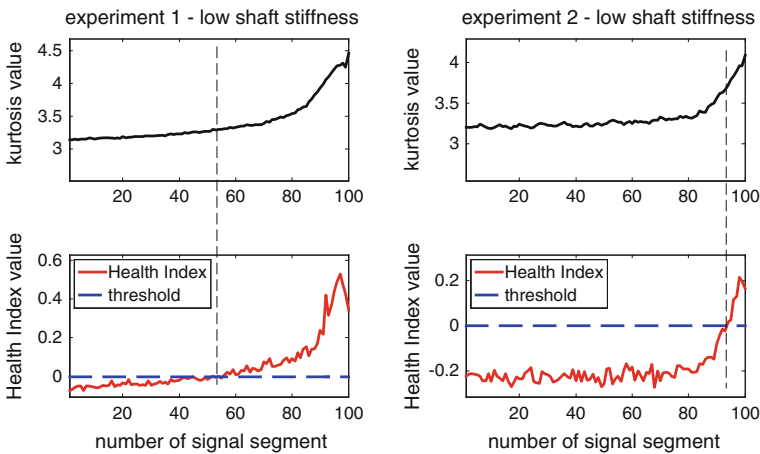 experiment 1 - low shaft stiffness
kurtosis value
4.5
4
3.5
3
20 40 60 80 100
experiment 2 - low shaft stiffness
kurtosis value
4
3.5
3
20 40 60 80 100
Health Index value
0.6
0.4
0.2
0
Health Index
threshold
20 40 60 80 100
number of signal segment
Health Index value
0.2
0
-0.2
Health Index
threshold
20 40 60 80 100
number of signal segment